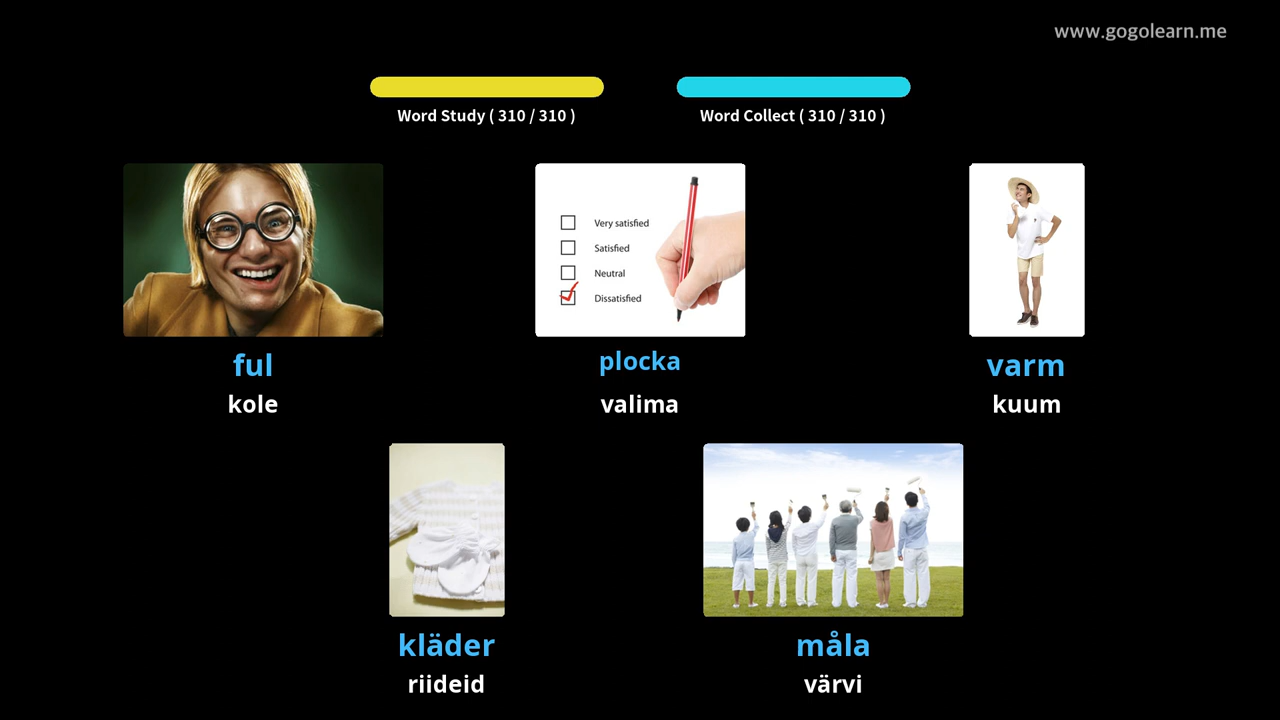 www.gogolearn.me
Word Study ( 310 / 310 )
Word Collect ( 310 / 310 )
Very satisfied
Satisfied
Neutral
Dissatisfied
ful
plocka
varm
kole
valima
kuum
kläder
måla
riideid
värvi